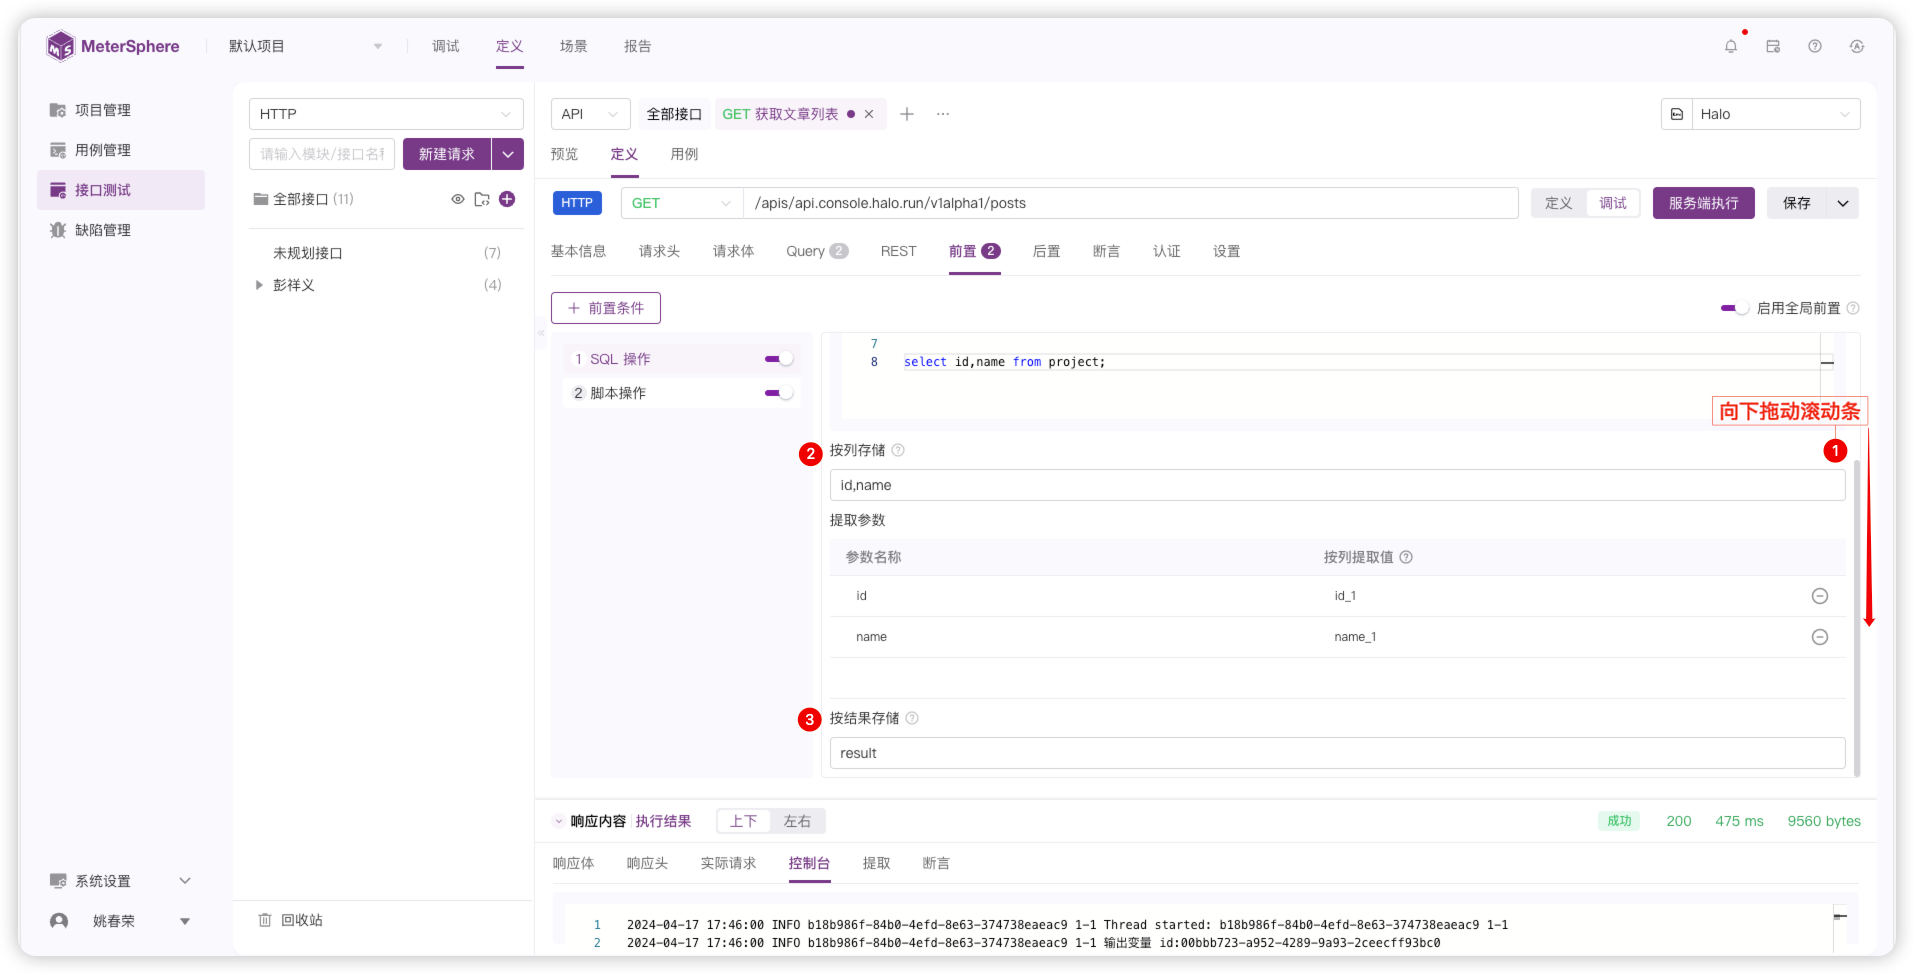 MeterSphere
默认项目
调试
定义
场景
报告
项目管理
用例管理
接口测试
缺陷管理
系统设置
姚春荣
HTTP
请输入模块/接口名称
新建请求
全部接口 (11)
未规划接口 (7)
彭祥义 (4)
回收站
API
全部接口
GET 获取文章列表
Halo
预览
定义
用例
HTTP
GET
/apis/api.console.halo.run/v1alpha1/posts
定义
调试
服务端执行
保存
基本信息
请求头
请求体
Query 2
REST
前置 2
后置
断言
认证
设置
前置条件
启用全局前置
1 SQL 操作
2 脚本操作
7
8 select id,name from project;
向下拖动滚动条
1
2 按列存储
id,name
提取参数
参数名称 按列提取值
id id_1
name name_1
3 按结果存储
result
响应内容 执行结果
上下
左右
成功
200
475 ms
9560 bytes
响应体
响应头
实际请求
控制台
提取
断言
1 2024-04-17 17:46:00 INFO b18b986f-84b0-4efd-8e63-374738eaeac9 1-1 Thread started: b18b986f-84b0-4efd-8e63-374738eaeac9 1-1
2 2024-04-17 17:46:00 INFO b18b986f-84b0-4efd-8e63-374738eaeac9 1-1 输出变量 id:00bbb723-a952-4289-9a93-2ceecff93bc0